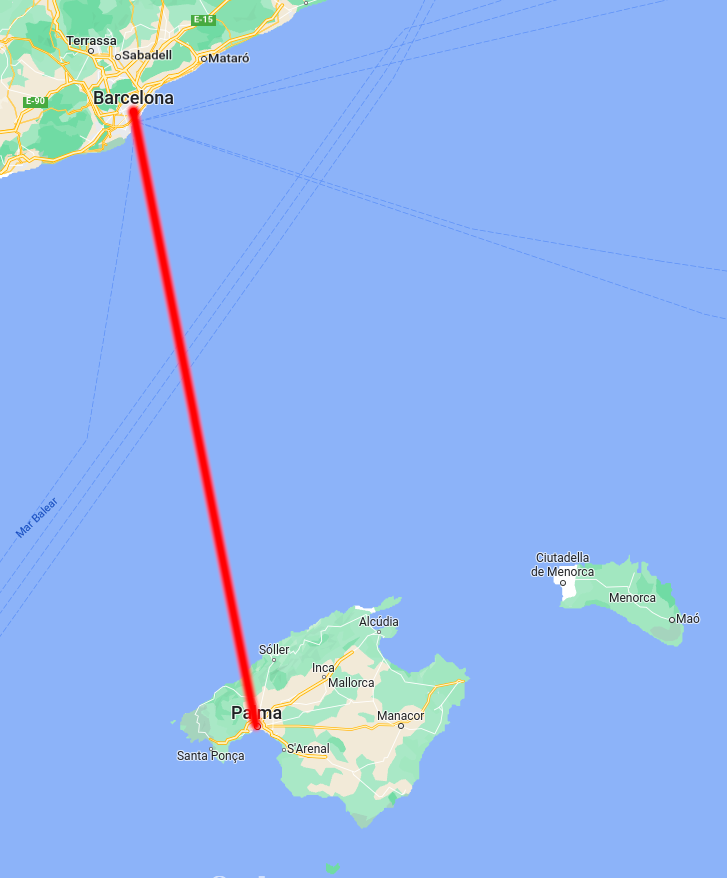 E-15
Terrassa
Sabadell
Mataró
Barcelona
E-90
Mar Balear
Ciutadella
de Menorca
Menorca
Maó
Alcúdia
Sóller
Inca
Mallorca
Palma
Manacor
S'Arenal
Santa Ponça